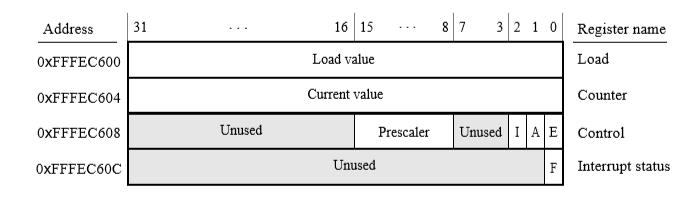 Address 31 ... 16 15 ... 8 7 3 2 1 0 Register name
0xFFFEC600 Load value Load
0xFFFEC604 Current value Counter
0xFFFEC608 Unused Prescaler Unused I A E Control
0xFFFEC60C Unused F Interrupt status